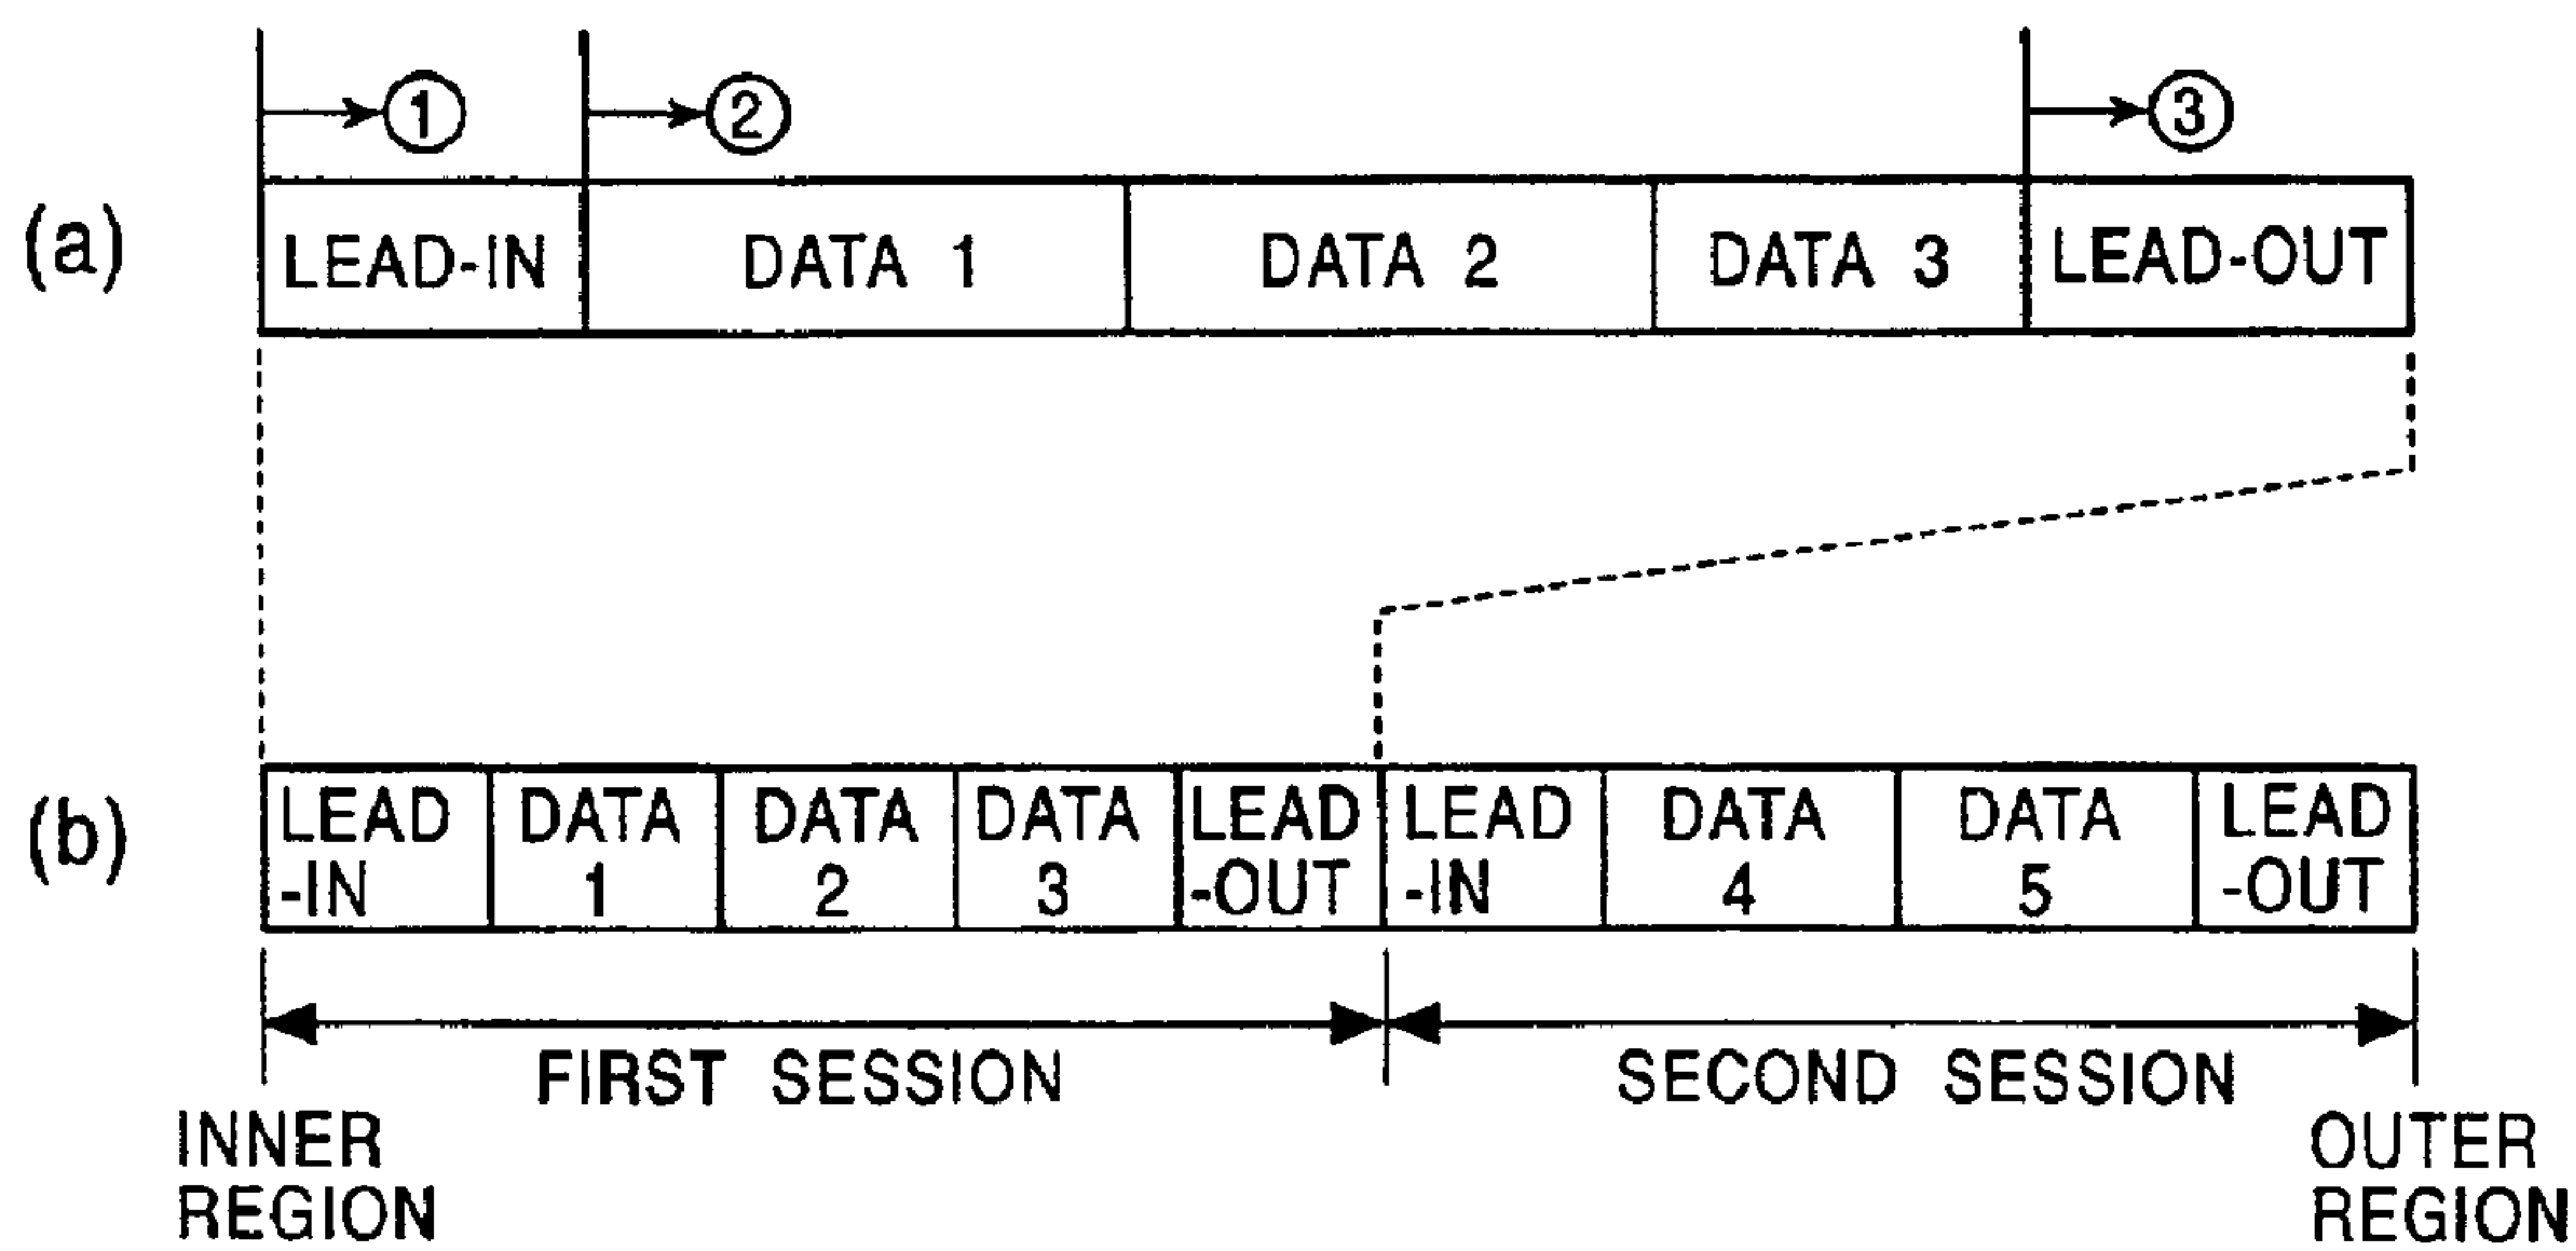 ① ② ③
(a) LEAD-IN DATA 1 DATA 2 DATA 3 LEAD-OUT
(b) LEAD DATA DATA DATA LEAD LEAD DATA DATA LEAD
-IN 1 2 3 -OUT -IN 4 5 -OUT
FIRST SESSION SECOND SESSION
INNER OUTER
REGION REGION